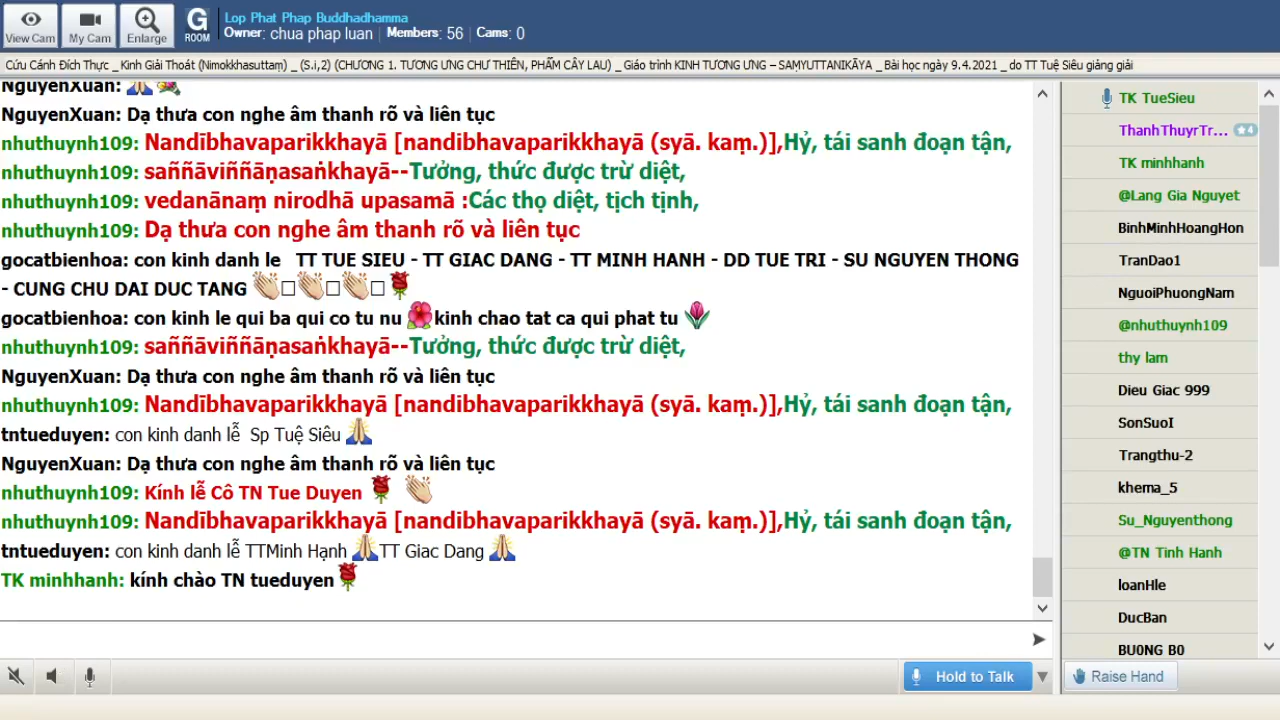 View Cam
My Cam
Enlarge
G
ROOM
Lop Phat Phap Buddhadhamma
Owner: chua phap luan | Members: 56 | Cams: 0
Cứu Cánh Đích Thực _Kinh Giải Thoát (Nimokkhasuttaṃ) _ (S.i,2) (CHƯƠNG 1. TƯƠNG ƯNG CHƯ THIÊN, PHẨM CÂY LAU) _Giáo trình KINH TƯƠNG ƯNG – SAṂYUTTANIKĀYA _Bài học ngày 9.4.2021 _ do TT Tuệ Siêu giảng giải
NguyenXuan:
NguyenXuan: Dạ thưa con nghe âm thanh rõ và liên tục
nhuthuynh109: Nandībhavaparikkhayā [nandibhavaparikkhayā (syā. kaṃ.)],Hỷ, tái sanh đoạn tận,
nhuthuynh109: saññāviññāṇasaṅkhayā--Tưởng, thức được trừ diệt,
nhuthuynh109: vedanānaṃ nirodhā upasamā :Các thọ diệt, tịch tịnh,
nhuthuynh109: Dạ thưa con nghe âm thanh rõ và liên tục
gocatbienhoa: con kinh danh le TT TUE SIEU - TT GIAC DANG - TT MINH HANH - DD TUE TRI - SU NGUYEN THONG
- CUNG CHU DAI DUC TANG
gocatbienhoa: con kinh le qui ba qui co tu nu kinh chao tat ca qui phat tu
nhuthuynh109: saññāviññāṇasaṅkhayā--Tưởng, thức được trừ diệt,
NguyenXuan: Dạ thưa con nghe âm thanh rõ và liên tục
nhuthuynh109: Nandībhavaparikkhayā [nandibhavaparikkhayā (syā. kaṃ.)],Hỷ, tái sanh đoạn tận,
tntueduyen: con kinh danh lễ Sp Tuệ Siêu
NguyenXuan: Dạ thưa con nghe âm thanh rõ và liên tục
nhuthuynh109: Kính lễ Cô TN Tue Duyen
nhuthuynh109: Nandībhavaparikkhayā [nandibhavaparikkhayā (syā. kaṃ.)],Hỷ, tái sanh đoạn tận,
tntueduyen: con kinh danh lễ TTMinh Hạnh TT Giac Dang
TK minhhanh: kính chào TN tueduyen
Hold to Talk
TK TueSieu
ThanhThuyrTr... ★4
TK minhhanh
@Lang Gia Nguyet
BinhMinhHoangHon
TranDao1
NguoiPhuongNam
@nhuthuynh109
thy lam
Dieu Giac 999
SonSuoI
Trangthu-2
khema_5
Su_Nguyenthong
@TN Tinh Hanh
loanHle
DucBan
BU0NG B0
Raise Hand